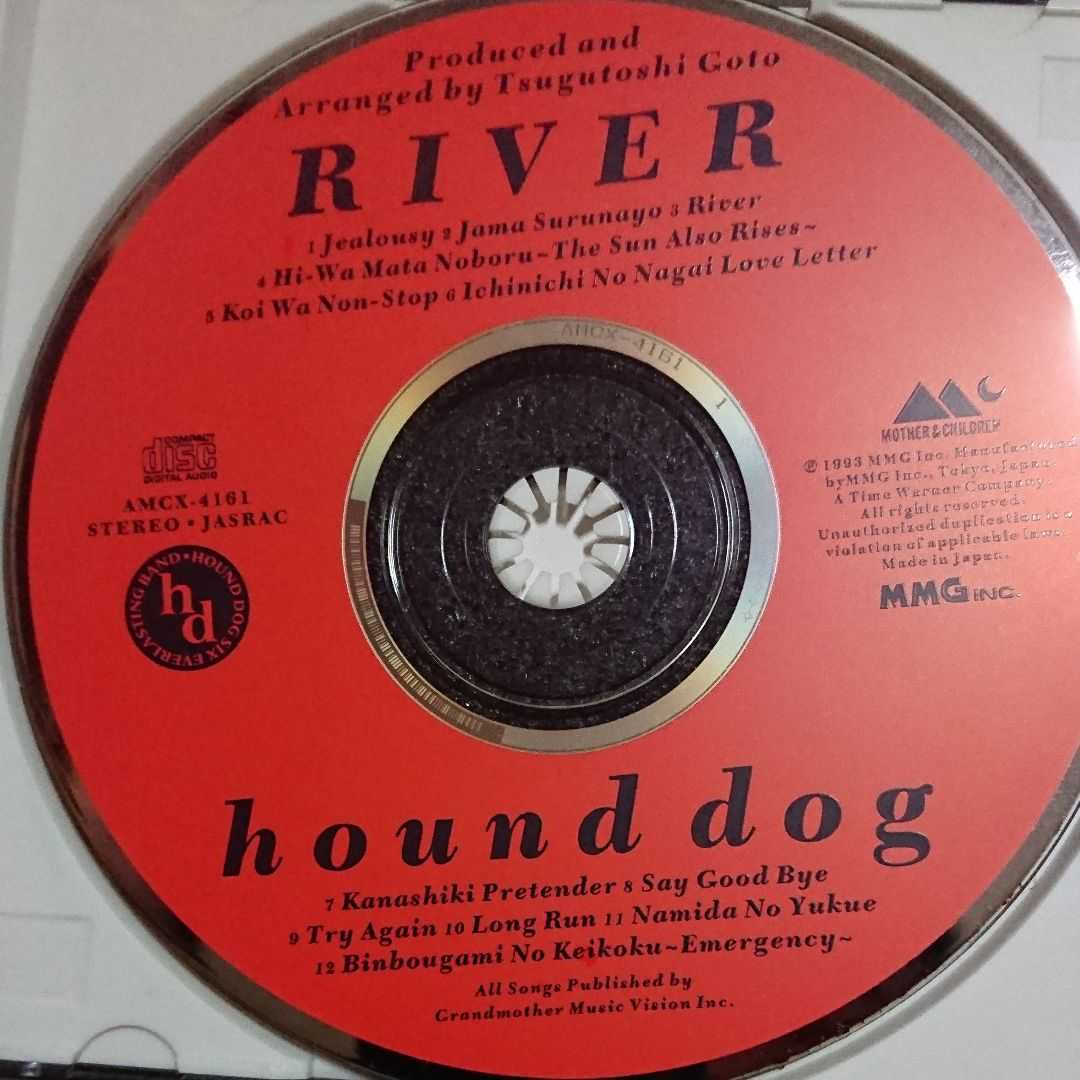 Produced and
Arranged by Tsugutoshi Goto
RIVER
1 Jealousy 2 Jama Surunayo 3 River
4 Hi-Wa Mata Noboru~The Sun Also Rises~
5 Koi Wa Non-Stop 6 Ichinichi No Nagai Love Letter
AMCX-4161 1
COMPACT
disc
DIGITAL AUDIO
AMCX-4161
STEREO・JASRAC
HOUND DOG SIX EVERLASTING BAND・
hd
MOTHER & CHILDREN
℗ 1993 MMG Inc. Manufactured
by MMG Inc., Tokyo, Japan.
A Time Warner Company.
All rights reserved.
Unauthorized duplication is a
violation of applicable laws.
Made in Japan.
MMG INC.
hound dog
7 Kanashiki Pretender 8 Say Good Bye
9 Try Again 10 Long Run 11 Namida No Yukue
12 Binbougami No Keikoku~Emergency~
All Songs Published by
Grandmother Music Vision Inc.